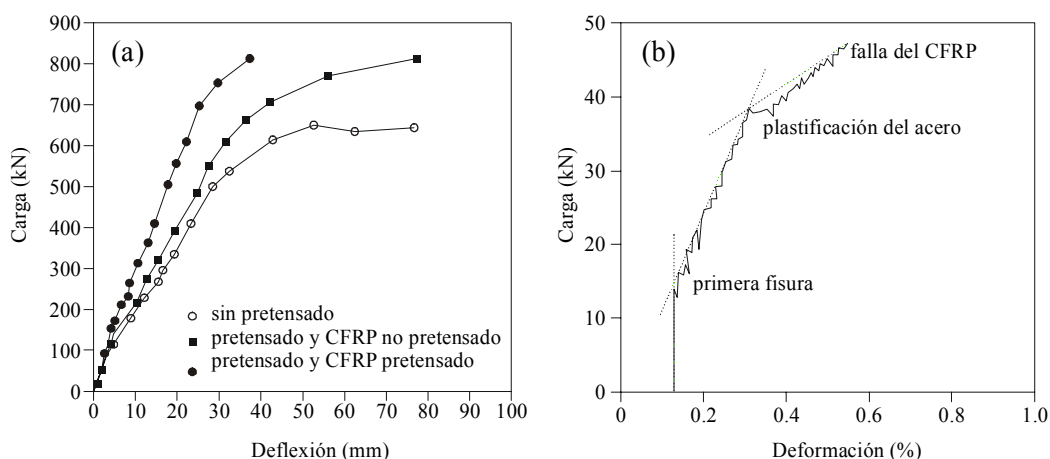 (a)
900
800
700
600
500
400
300
200
100
0
Carga (kN)
sin pretensado
pretensado y CFRP no pretensado
pretensado y CFRP pretensado
0 10 20 30 40 50 60 70 80 90 100
Deflexión (mm)
(b)
50
40
30
20
10
0
Carga (kN)
falla del CFRP
plastificación del acero
primera fisura
0 0.2 0.4 0.6 0.8 1.0
Deformación (%)